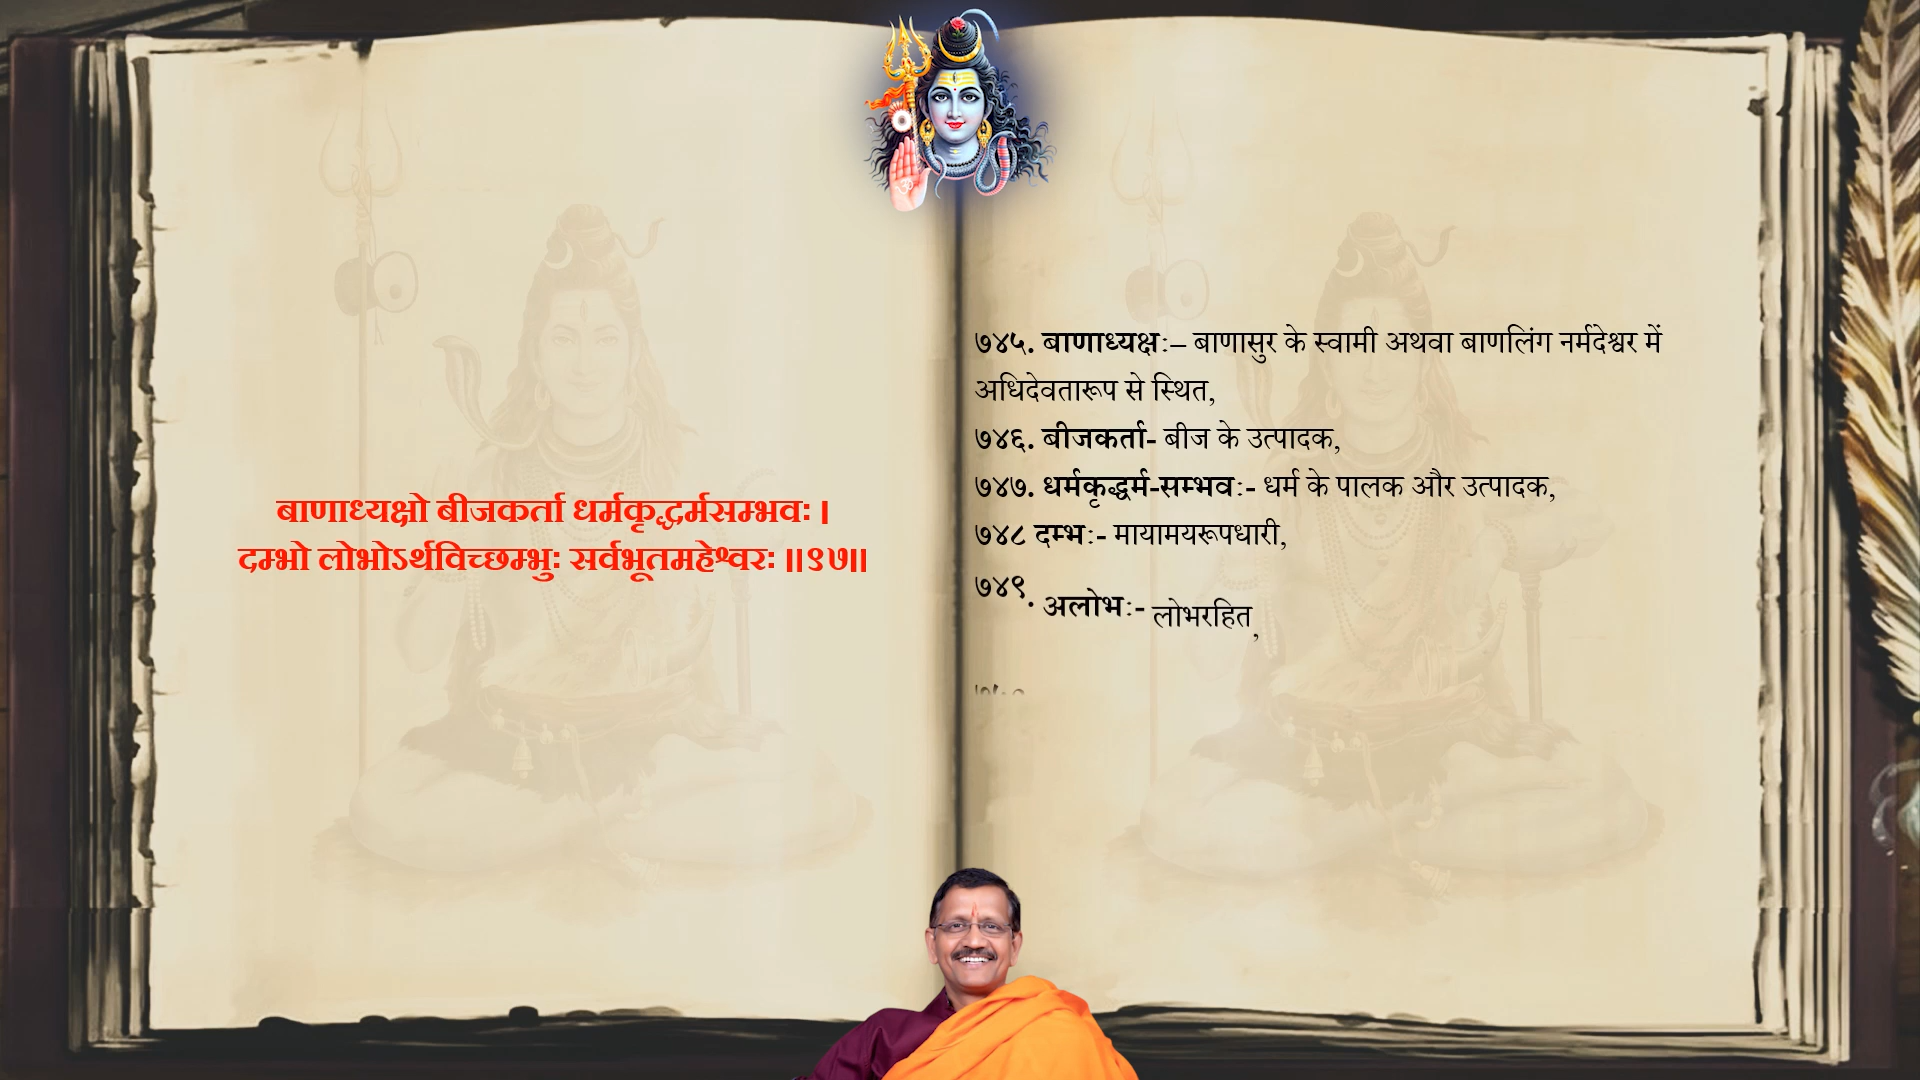 बाणाध्यक्षो बीजकर्ता धर्मकृद्धर्मसम्भवः ।
दम्भो लोभोऽर्थविच्छम्भुः सर्वभूतमहेश्वरः ॥९७॥
७४५. बाणाध्यक्षः– बाणासुर के स्वामी अथवा बाणलिंग नर्मदेश्वर में
अधिदेवतारूप से स्थित,
७४६. बीजकर्ता- बीज के उत्पादक,
७४७. धर्मकृद्धर्म-सम्भवः- धर्म के पालक और उत्पादक,
७४८ दम्भः- मायामयरूपधारी,
७४९. अलोभः- लोभरहित,